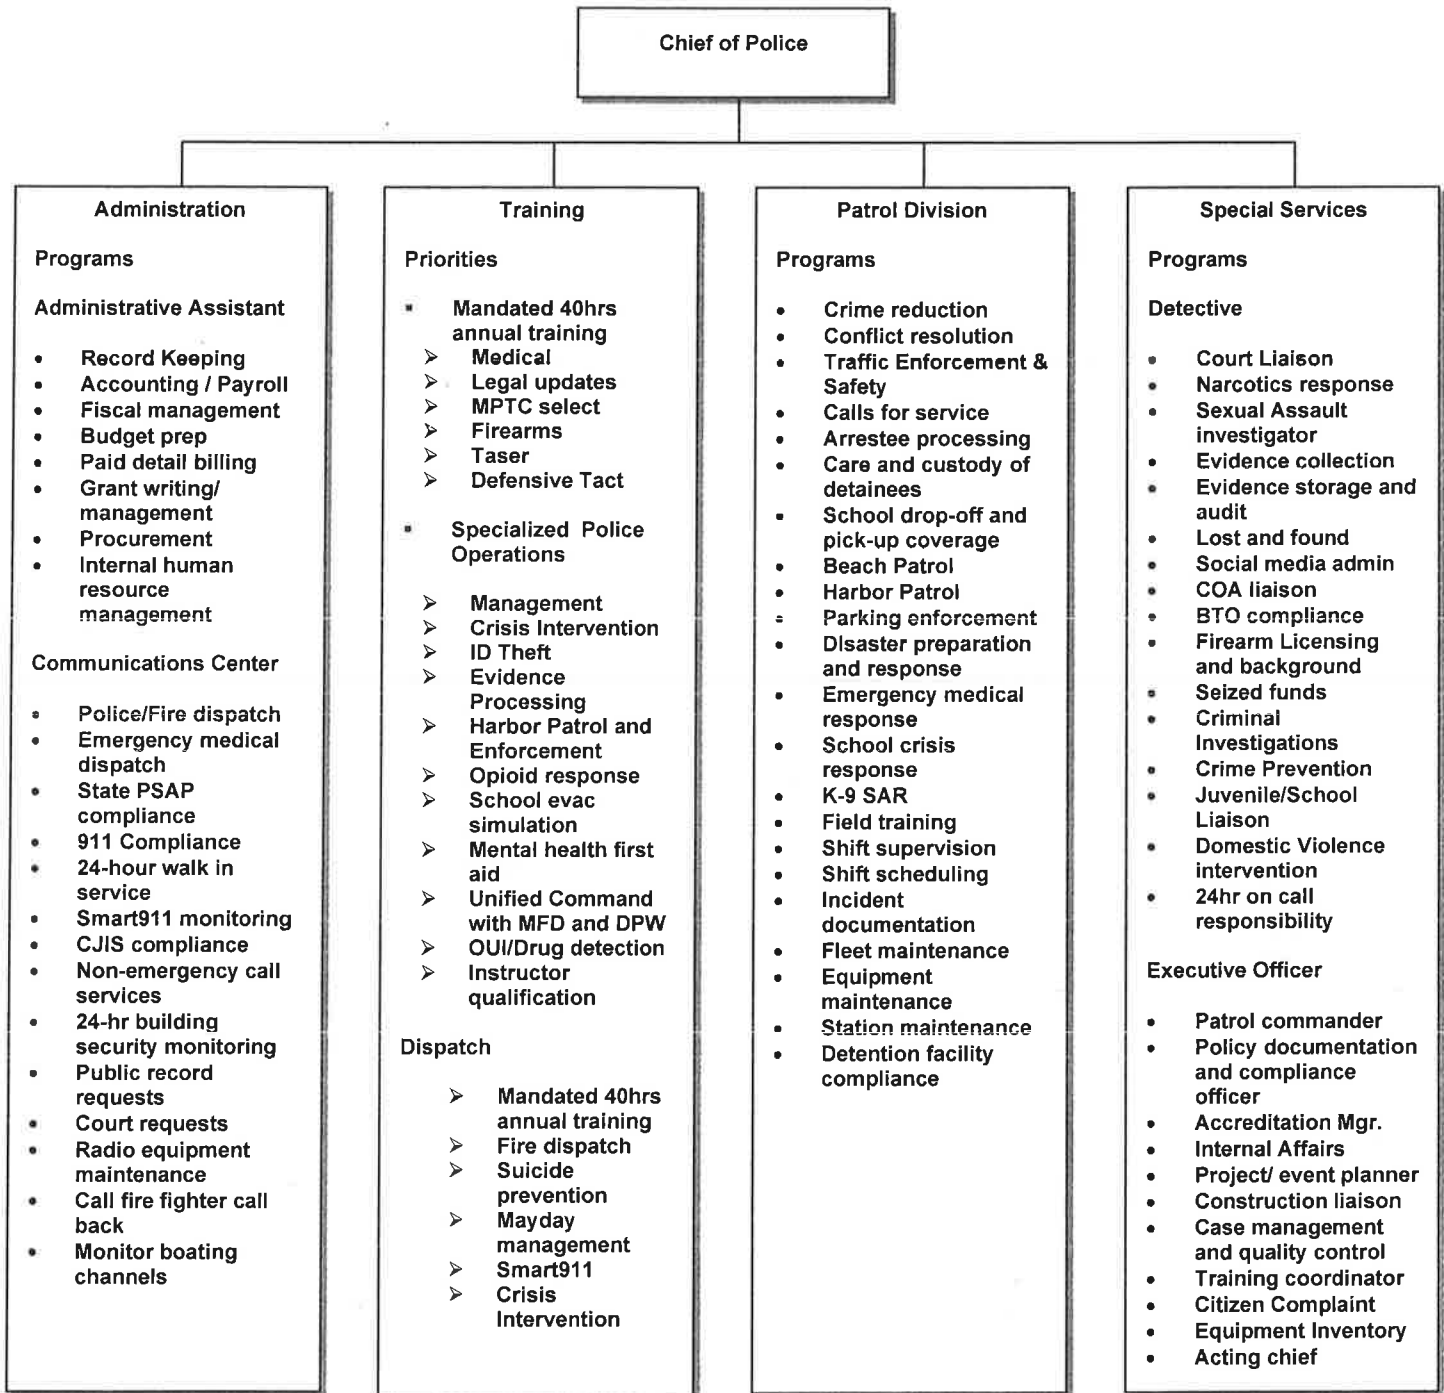 Chief of Police
Administration
Programs
Administrative Assistant
• Record Keeping
• Accounting / Payroll
• Fiscal management
• Budget prep
• Paid detail billing
• Grant writing/
management
• Procurement
• Internal human
resource
management
Communications Center
• Police/Fire dispatch
• Emergency medical
dispatch
• State PSAP
compliance
• 911 Compliance
• 24-hour walk in
service
• Smart911 monitoring
• CJIS compliance
• Non-emergency call
services
• 24-hr building
security monitoring
• Public record
requests
• Court requests
• Radio equipment
maintenance
• Call fire fighter call
back
• Monitor boating
channels
Training
Priorities
▪ Mandated 40hrs
annual training
➢ Medical
➢ Legal updates
➢ MPTC select
➢ Firearms
➢ Taser
➢ Defensive Tact
▪ Specialized Police
Operations
➢ Management
➢ Crisis Intervention
➢ ID Theft
➢ Evidence
Processing
➢ Harbor Patrol and
Enforcement
➢ Opioid response
➢ School evac
simulation
➢ Mental health first
aid
➢ Unified Command
with MFD and DPW
➢ OUI/Drug detection
➢ Instructor
qualification
Dispatch
➢ Mandated 40hrs
annual training
➢ Fire dispatch
➢ Suicide
prevention
➢ Mayday
management
➢ Smart911
➢ Crisis
Intervention
Patrol Division
Programs
• Crime reduction
• Conflict resolution
• Traffic Enforcement &
Safety
• Calls for service
• Arrestee processing
• Care and custody of
detainees
• School drop-off and
pick-up coverage
• Beach Patrol
• Harbor Patrol
• Parking enforcement
• Disaster preparation
and response
• Emergency medical
response
• School crisis
response
• K-9 SAR
• Field training
• Shift supervision
• Shift scheduling
• Incident
documentation
• Fleet maintenance
• Equipment
maintenance
• Station maintenance
• Detention facility
compliance
Special Services
Programs
Detective
• Court Liaison
• Narcotics response
• Sexual Assault
investigator
• Evidence collection
• Evidence storage and
audit
• Lost and found
• Social media admin
• COA liaison
• BTO compliance
• Firearm Licensing
and background
• Seized funds
• Criminal
Investigations
• Crime Prevention
• Juvenile/School
Liaison
• Domestic Violence
intervention
• 24hr on call
responsibility
Executive Officer
• Patrol commander
• Policy documentation
and compliance
officer
• Accreditation Mgr.
• Internal Affairs
• Project/ event planner
• Construction liaison
• Case management
and quality control
• Training coordinator
• Citizen Complaint
• Equipment Inventory
• Acting chief